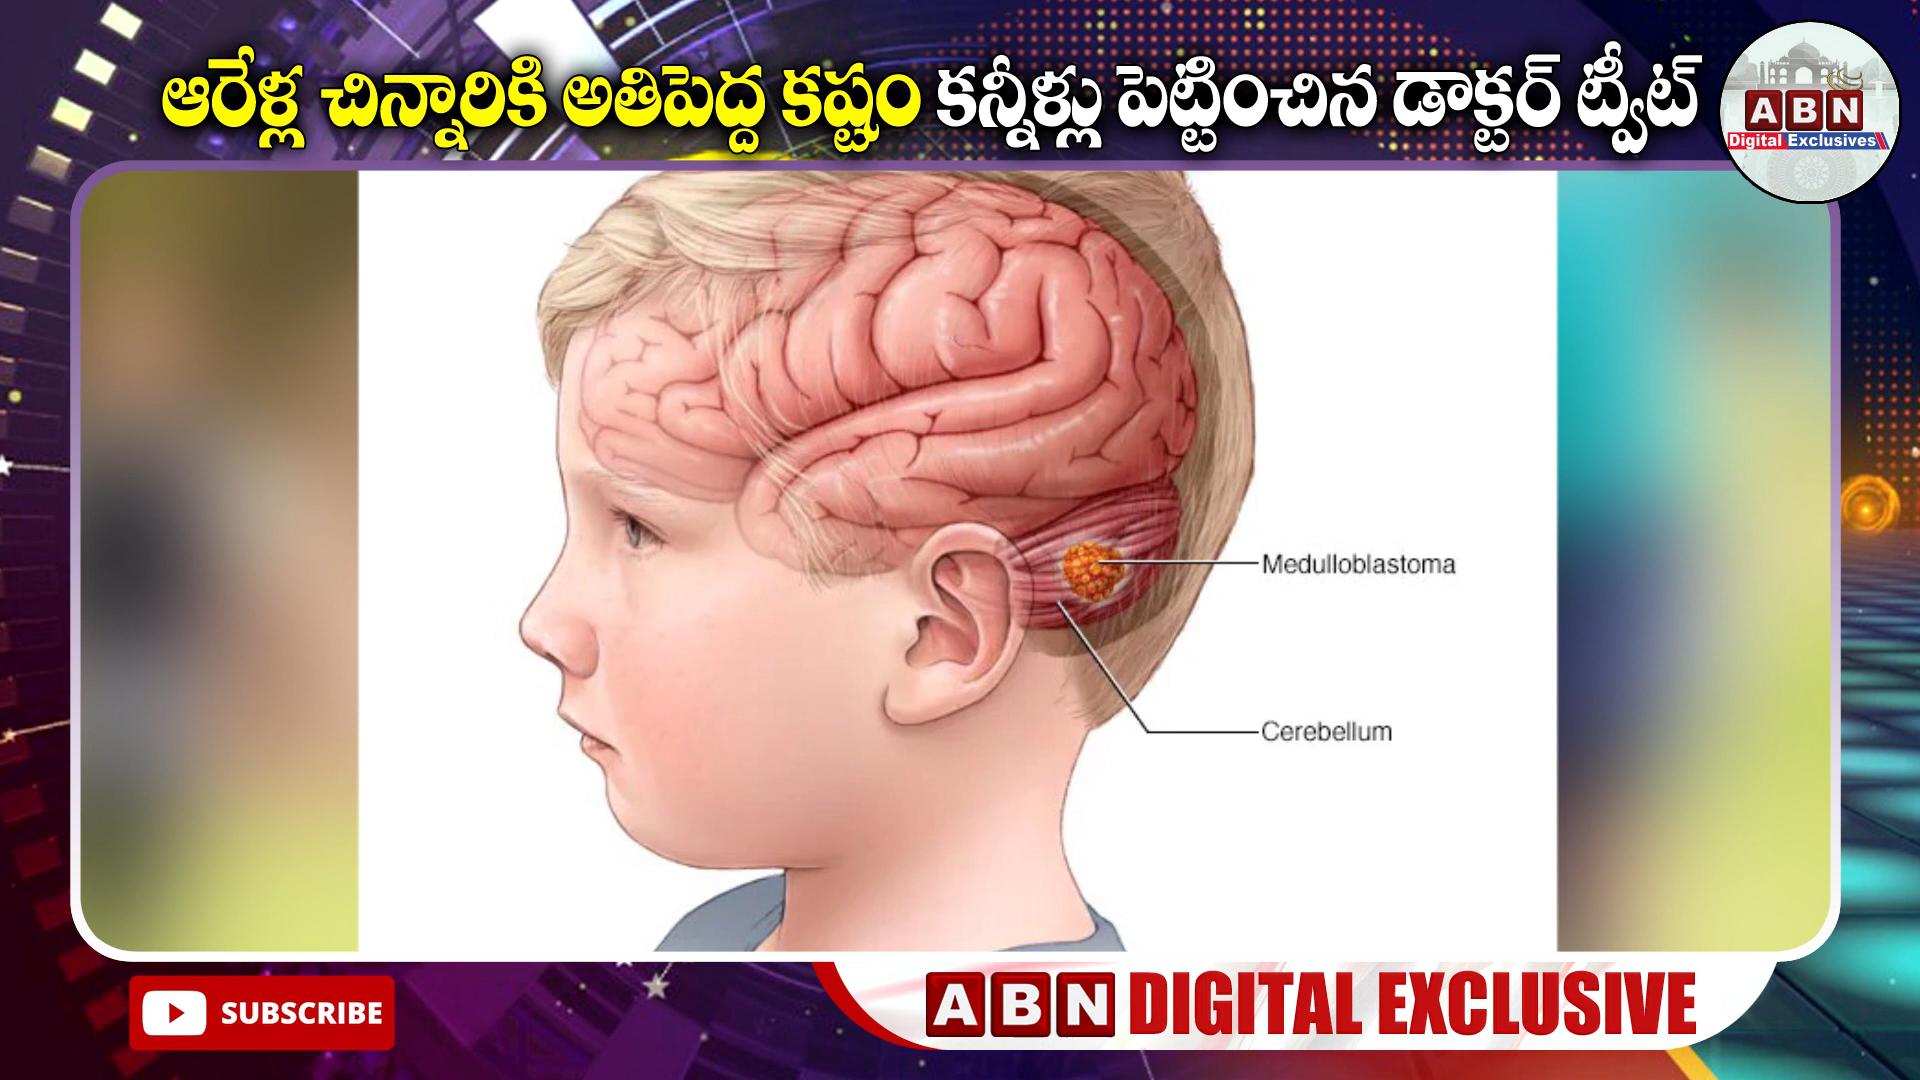 ఆరేళ్ల చిన్నారికి అతిపెద్ద కష్టం కన్నీళ్లు పెట్టించిన డాక్టర్ ట్వీట్
ABN
Digital Exclusives
Medulloblastoma
Cerebellum
SUBSCRIBE
ABN DIGITAL EXCLUSIVE